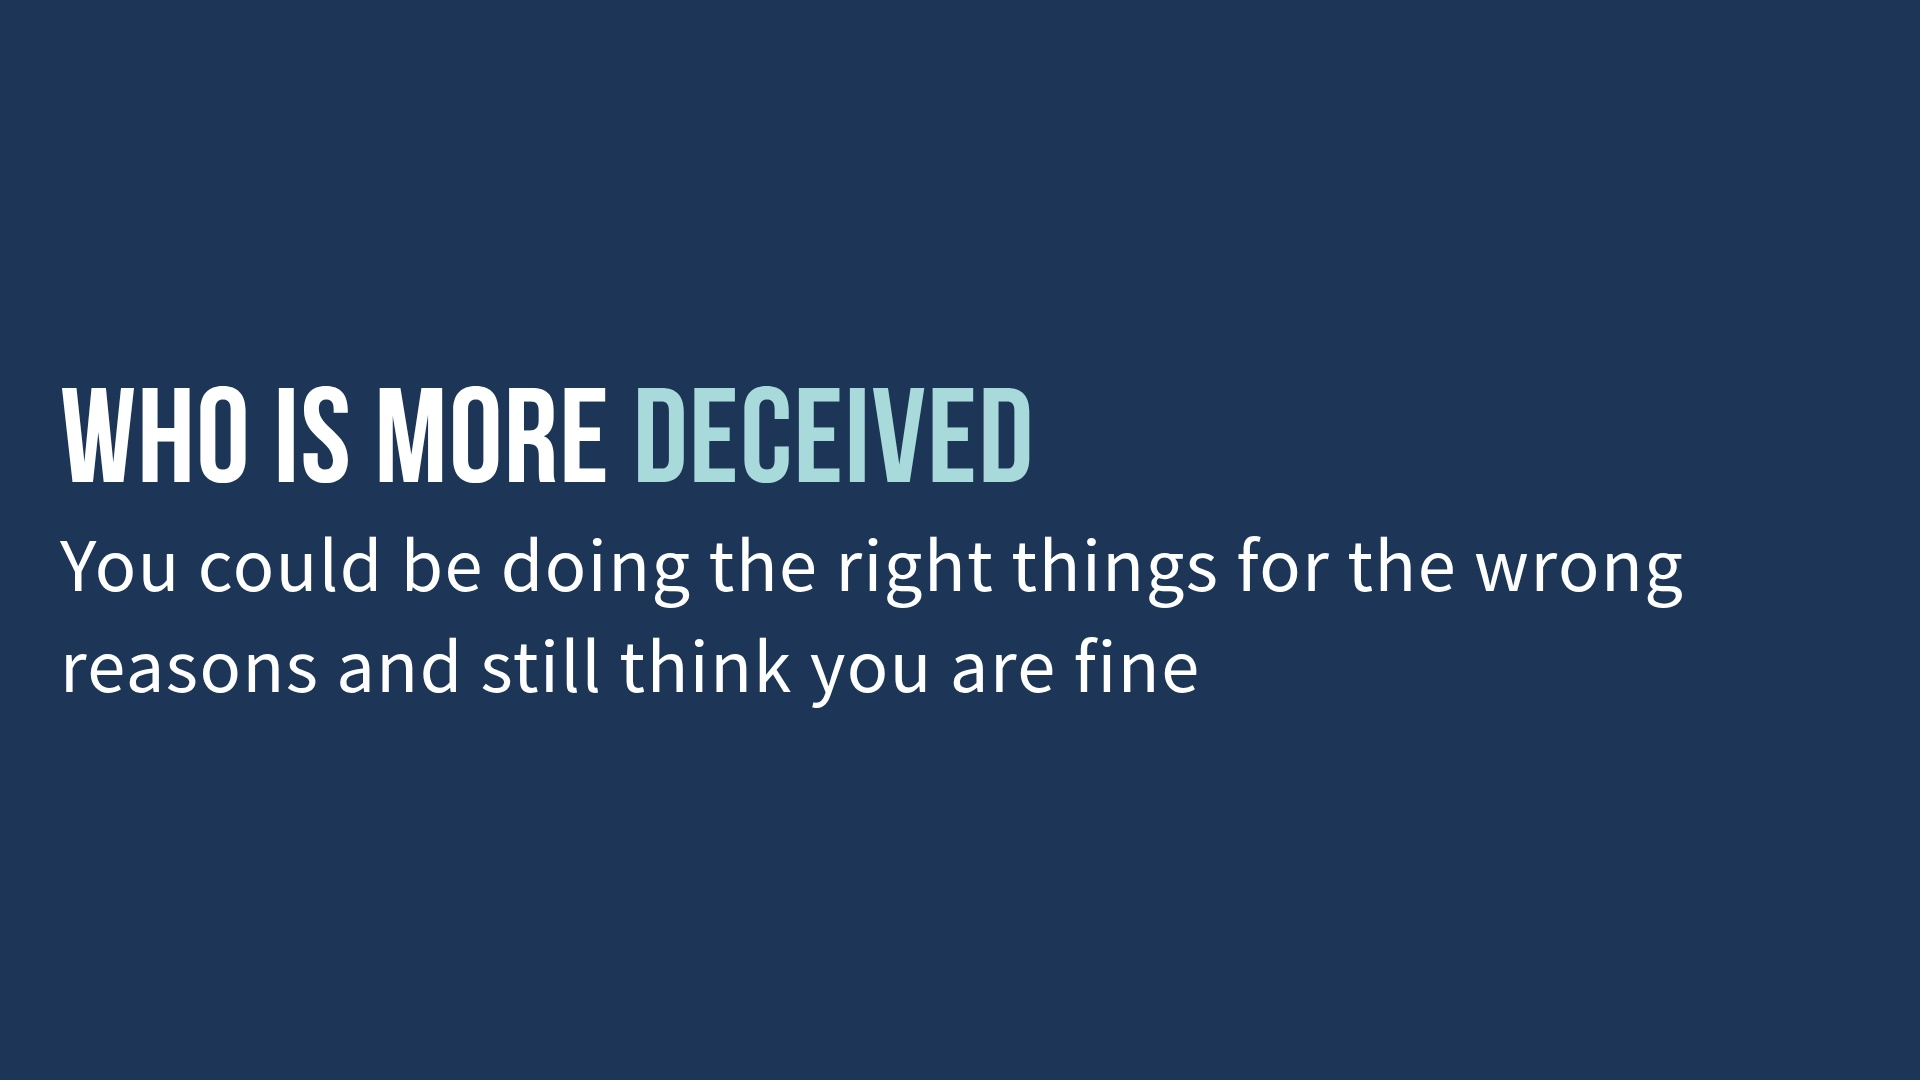 WHO IS MORE DECEIVED
You could be doing the right things for the wrong
reasons and still think you are fine